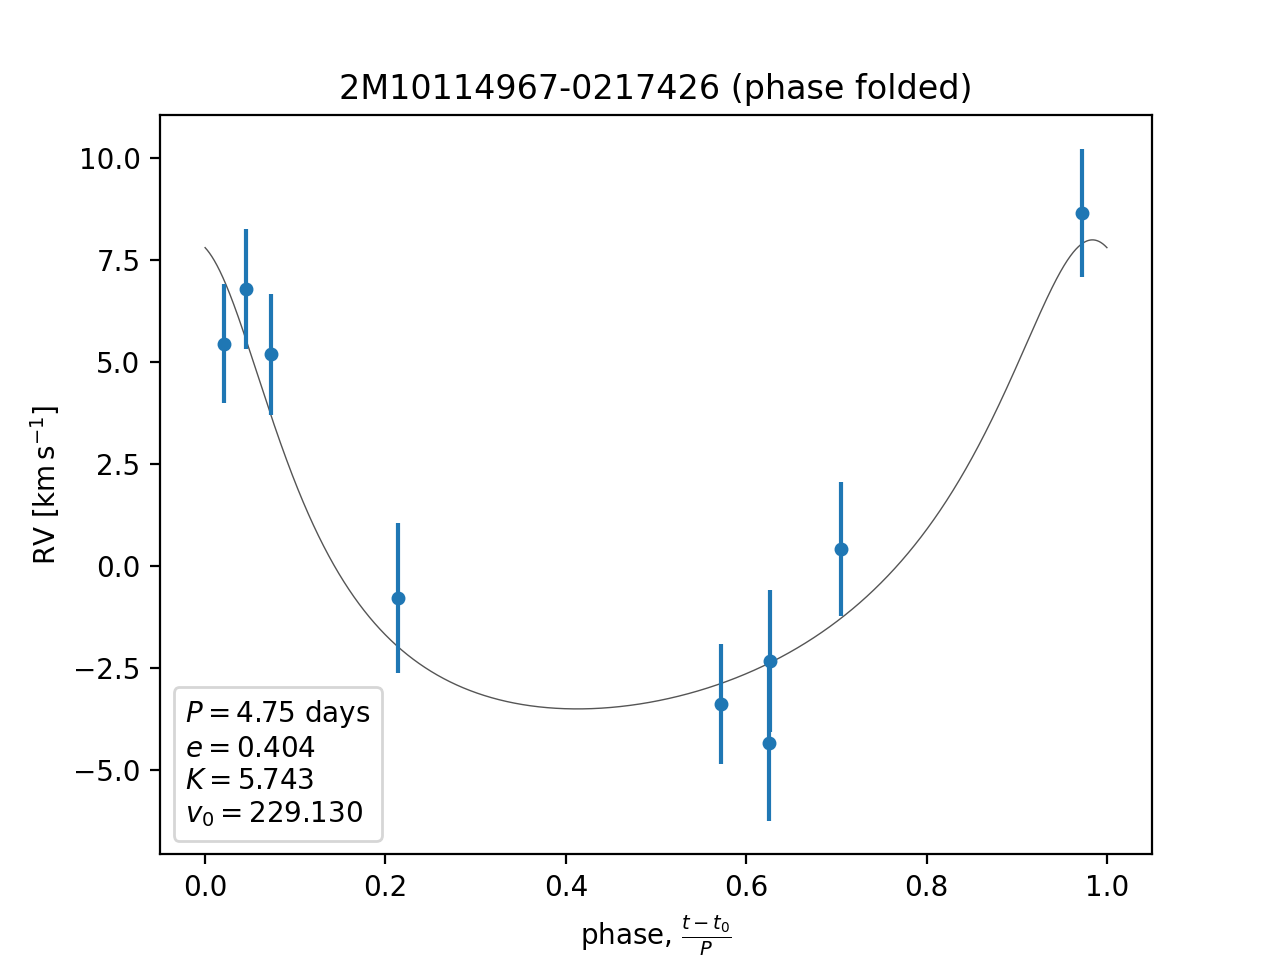 2M10114967-0217426 (phase folded)
10.0
7.5
5.0
2.5
0.0
−2.5
−5.0
RV [km s⁻¹]
P = 4.75 days
e = 0.404
K = 5.743
v₀ = 229.130
0.0 0.2 0.4 0.6 0.8 1.0
phase, (t − t₀)/P